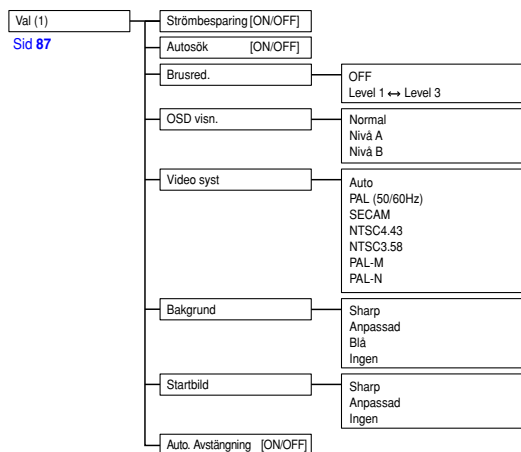 Val (1)
Sid 87
Strömbesparing [ON/OFF]
Autosök [ON/OFF]
Brusred.
OFF
Level 1 ↔ Level 3
OSD visn.
Normal
Nivå A
Nivå B
Video syst
Auto
PAL (50/60Hz)
SECAM
NTSC4.43
NTSC3.58
PAL-M
PAL-N
Bakgrund
Sharp
Anpassad
Blå
Ingen
Startbild
Sharp
Anpassad
Ingen
Auto. Avstängning [ON/OFF]